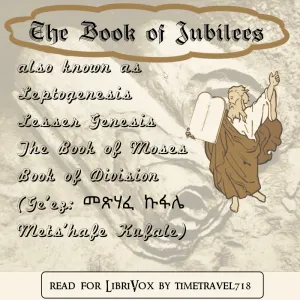 The Book of Jubilees
also known as
Leptogenesis
Lesser Genesis
The Book of Moses
Book of Division
(Ge'ez: መጽሃፈ ኩፋሌ
Mets'hafe Kufale)
READ FOR LIBRIVOX BY TIMETRAVEL718